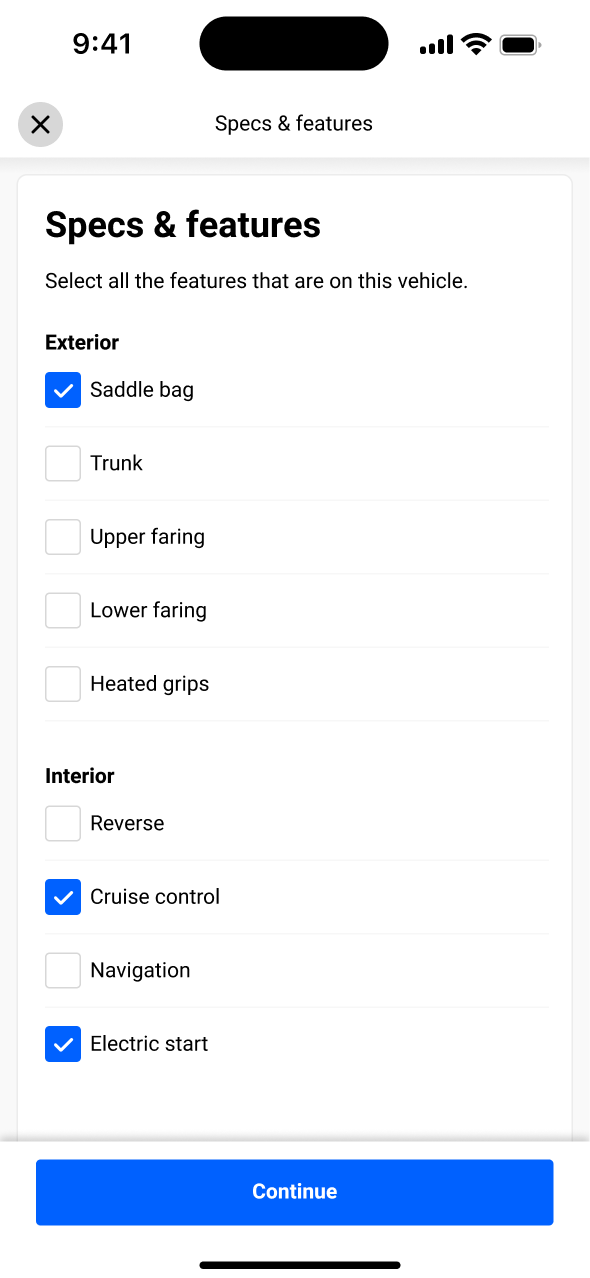 9:41
Specs & features
Specs & features
Select all the features that are on this vehicle.
Exterior
Saddle bag
Trunk
Upper faring
Lower faring
Heated grips
Interior
Reverse
Cruise control
Navigation
Electric start
Continue